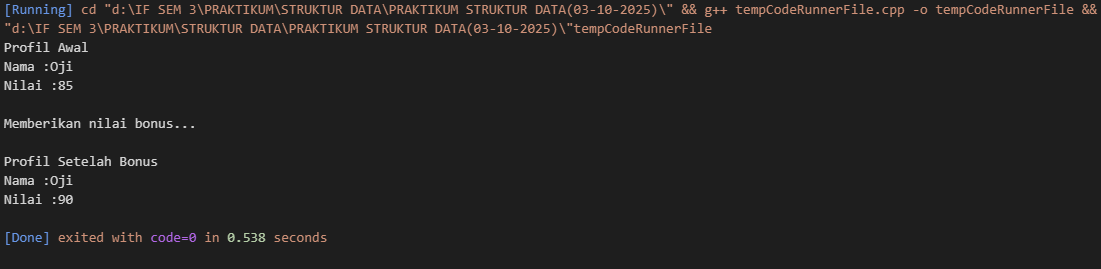 [Running] cd "d:\IF SEM 3\PRAKTIKUM\STRUKTUR DATA\PRAKTIKUM STRUKTUR DATA(03-10-2025)\" && g++ tempCodeRunnerFile.cpp -o tempCodeRunnerFile &&
"d:\IF SEM 3\PRAKTIKUM\STRUKTUR DATA\PRAKTIKUM STRUKTUR DATA(03-10-2025)\"tempCodeRunnerFile
Profil Awal
Nama :Oji
Nilai :85
Memberikan nilai bonus...
Profil Setelah Bonus
Nama :Oji
Nilai :90
[Done] exited with code=0 in 0.538 seconds